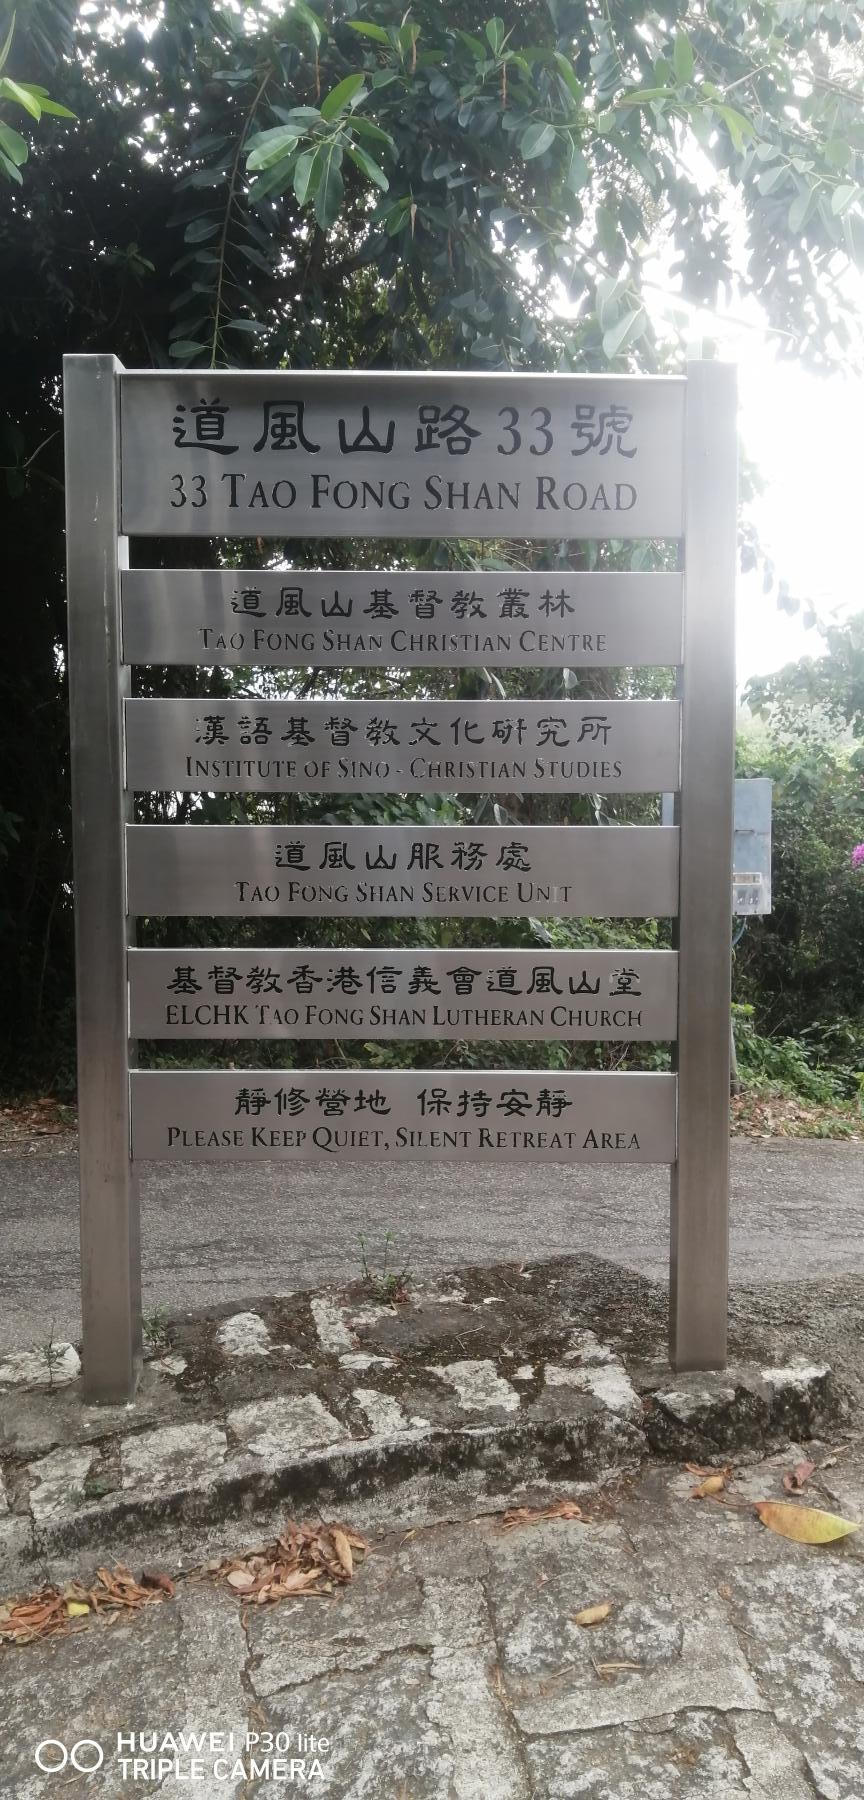 道風山路33號
33 TAO FONG SHAN ROAD
道風山基督教叢林
TAO FONG SHAN CHRISTIAN CENTRE
漢語基督教文化研究所
INSTITUTE OF SINO - CHRISTIAN STUDIES
道風山服務處
TAO FONG SHAN SERVICE UNIT
基督教香港信義會道風山堂
ELCHK TAO FONG SHAN LUTHERAN CHURCH
靜修營地 保持安靜
PLEASE KEEP QUIET, SILENT RETREAT AREA
HUAWEI P30 lite
TRIPLE CAMERA